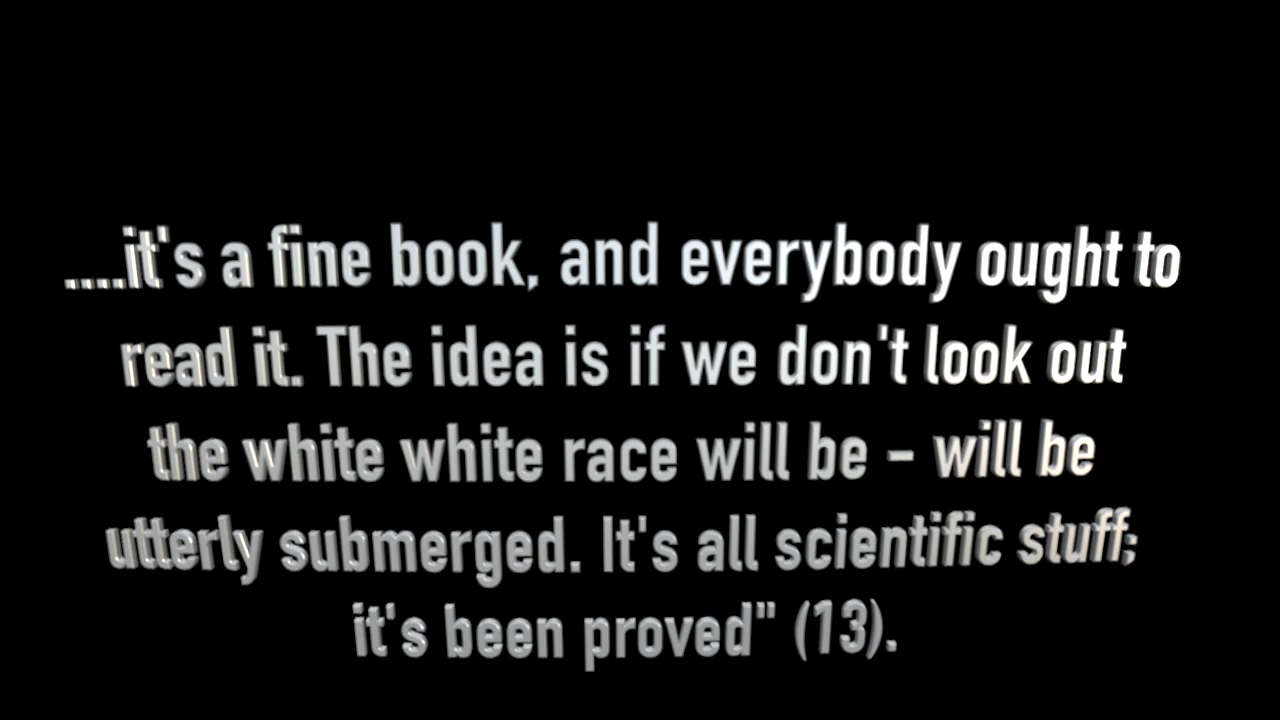 ....it's a fine book, and everybody ought to
read it. The idea is if we don't look out
the white white race will be – will be
utterly submerged. It's all scientific stuff;
it's been proved" (13).